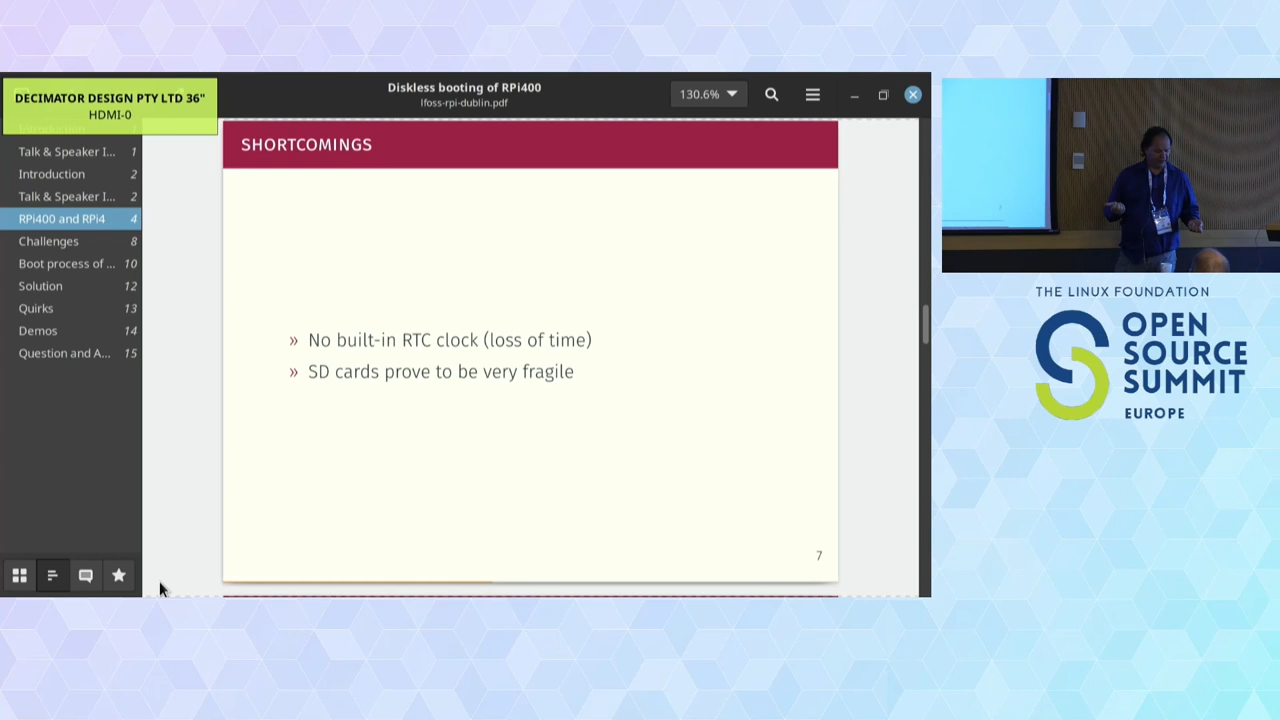 DECIMATOR DESIGN PTY LTD 36"
HDMI-0
Diskless booting of RPi400
lfoss-rpi-dublin.pdf
130.6%
Introduction 1
Talk & Speaker I... 1
Introduction 2
Talk & Speaker I... 2
RPi400 and RPi4 4
Challenges 8
Boot process of ... 10
Solution 12
Quirks 13
Demos 14
Question and A... 15
SHORTCOMINGS
» No built-in RTC clock (loss of time)
» SD cards prove to be very fragile
7
THE LINUX FOUNDATION
OPEN
SOURCE
SUMMIT
EUROPE